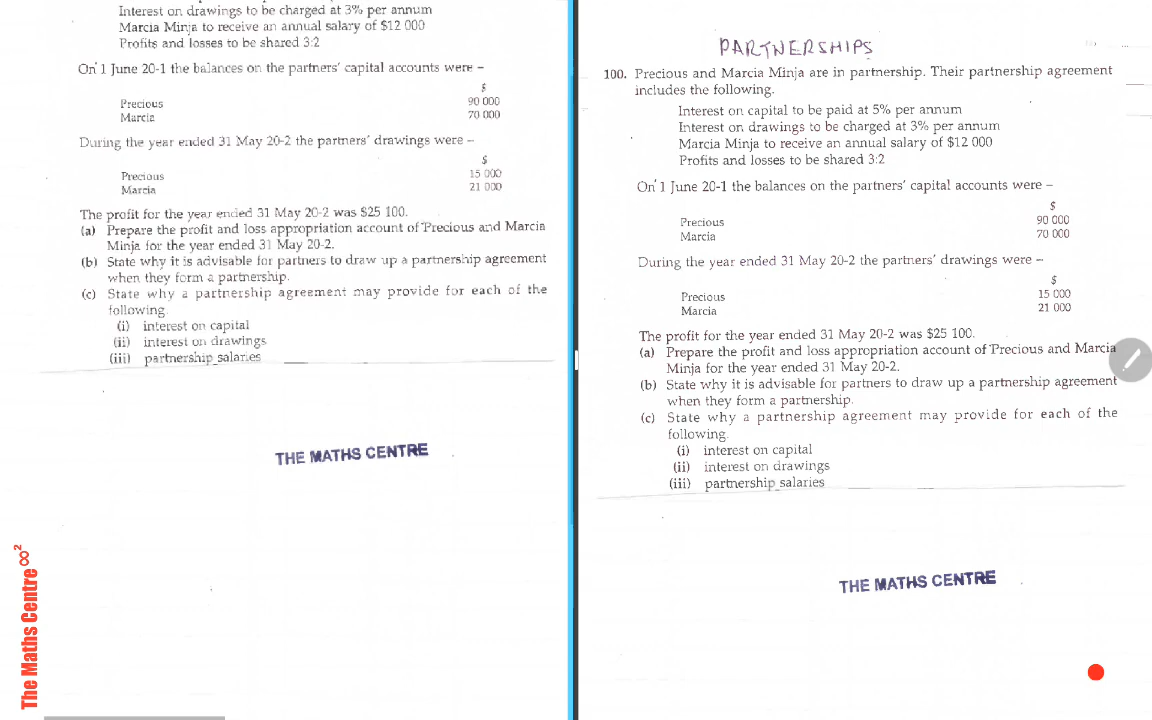 Interest on drawings to be charged at 3% per annum
Marcia Minja to receive an annual salary of $12 000
Profits and losses to be shared 3:2
On 1 June 20-1 the balances on the partners' capital accounts were –
$
Precious 90 000
Marcia 70 000
During the year ended 31 May 20-2 the partners' drawings were –
$
Precious 15 000
Marcia 21 000
The profit for the year ended 31 May 20-2 was $25 100.
(a) Prepare the profit and loss appropriation account of Precious and Marcia
Minja for the year ended 31 May 20-2.
(b) State why it is advisable for partners to draw up a partnership agreement
when they form a partnership.
(c) State why a partnership agreement may provide for each of the
following.
(i) interest on capital
(ii) interest on drawings
(iii) partnership salaries
THE MATHS CENTRE
The Maths Centre ∞²
PARTNERSHIPS
100. Precious and Marcia Minja are in partnership. Their partnership agreement
includes the following.
Interest on capital to be paid at 5% per annum
Interest on drawings to be charged at 3% per annum
Marcia Minja to receive an annual salary of $12 000
Profits and losses to be shared 3:2
On 1 June 20-1 the balances on the partners' capital accounts were –
$
Precious 90 000
Marcia 70 000
During the year ended 31 May 20-2 the partners' drawings were –
$
Precious 15 000
Marcia 21 000
The profit for the year ended 31 May 20-2 was $25 100.
(a) Prepare the profit and loss appropriation account of Precious and Marcia
Minja for the year ended 31 May 20-2.
(b) State why it is advisable for partners to draw up a partnership agreement
when they form a partnership.
(c) State why a partnership agreement may provide for each of the
following.
(i) interest on capital
(ii) interest on drawings
(iii) partnership salaries
THE MATHS CENTRE